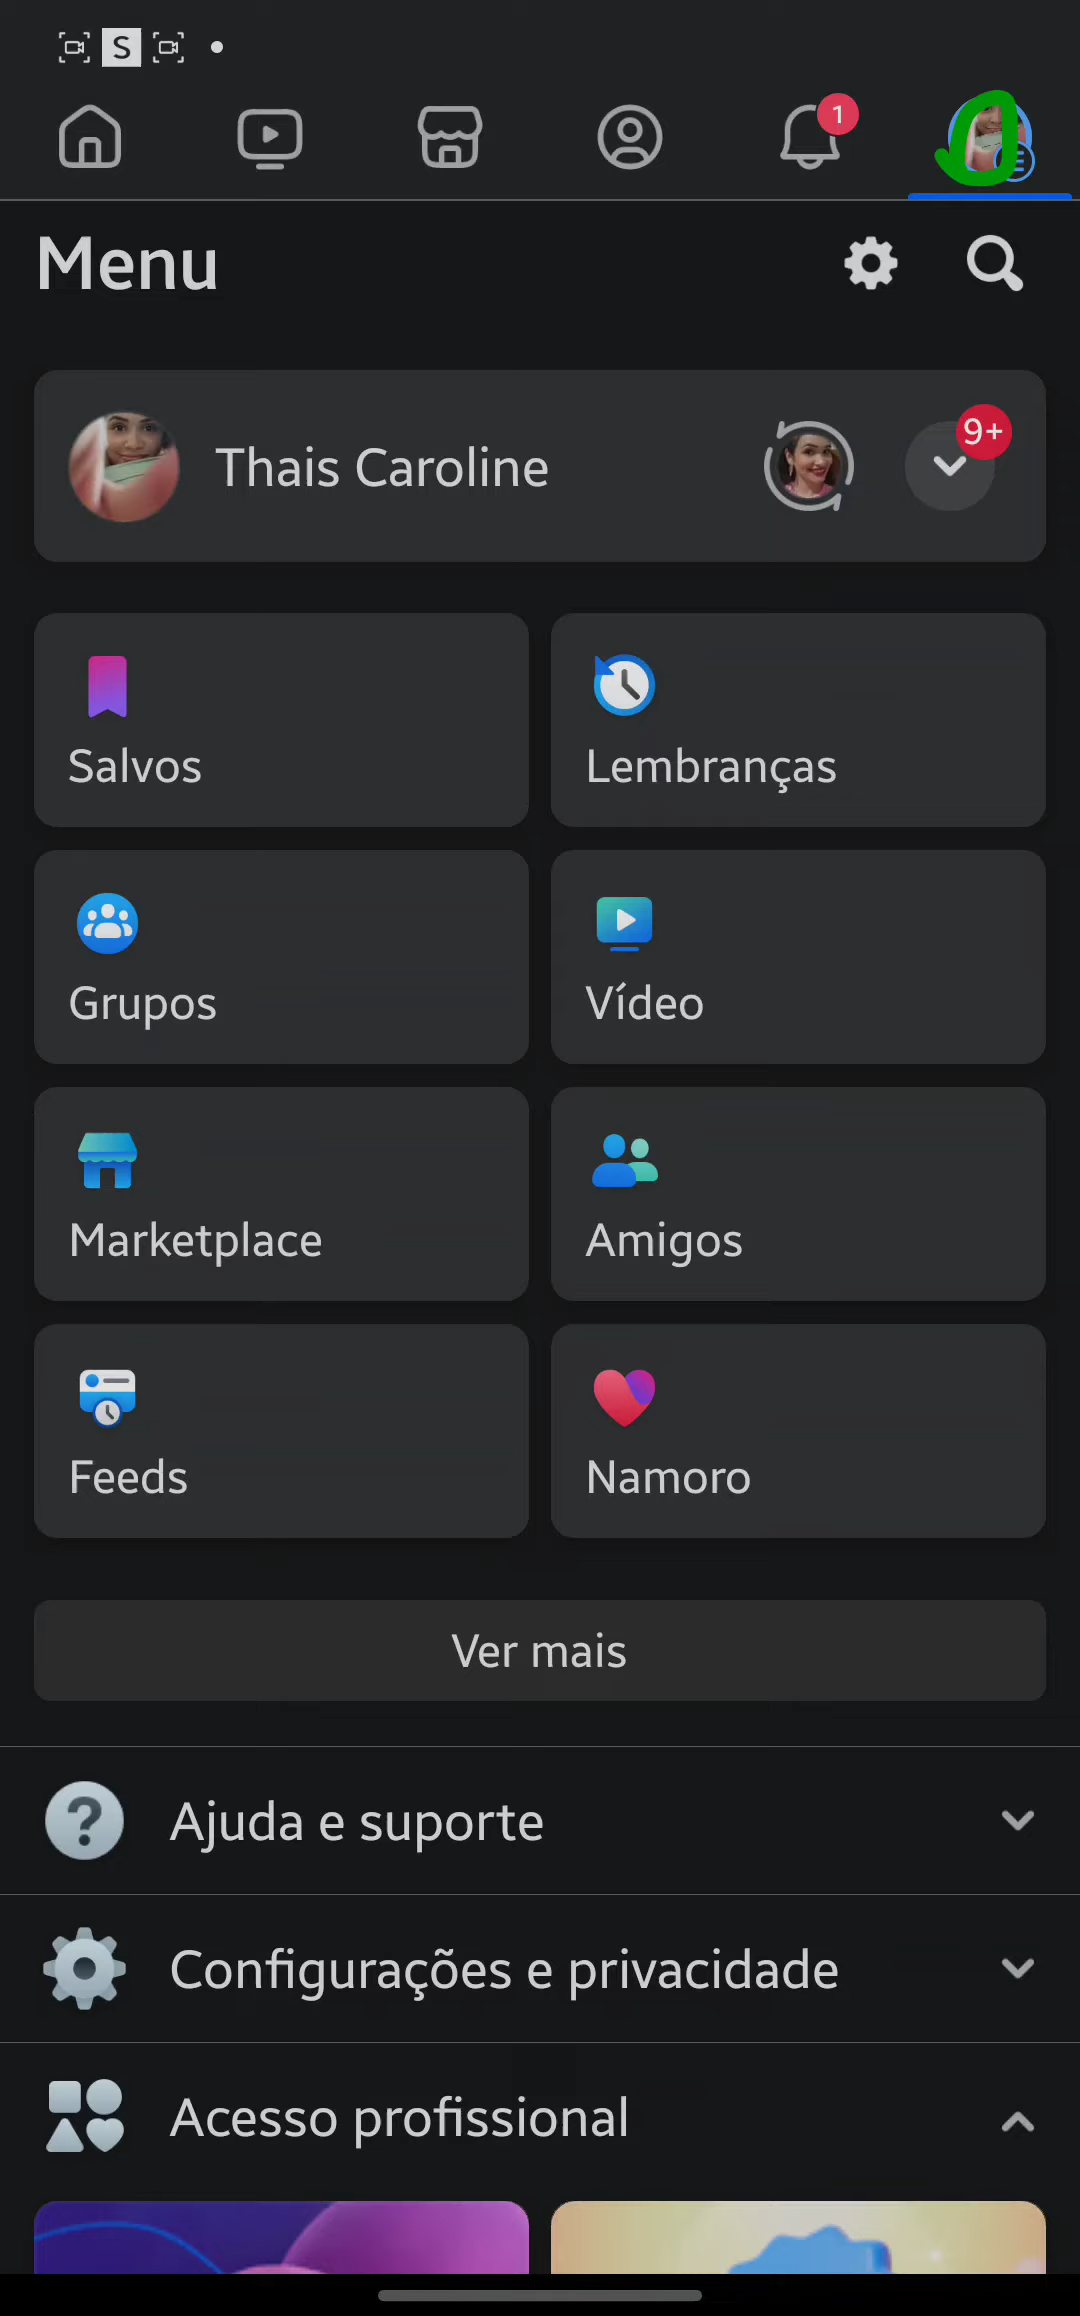 S
1
Menu
Thais Caroline
9+
Salvos
Lembranças
Grupos
Vídeo
Marketplace
Amigos
Feeds
Namoro
Ver mais
Ajuda e suporte
Configurações e privacidade
Acesso profissional